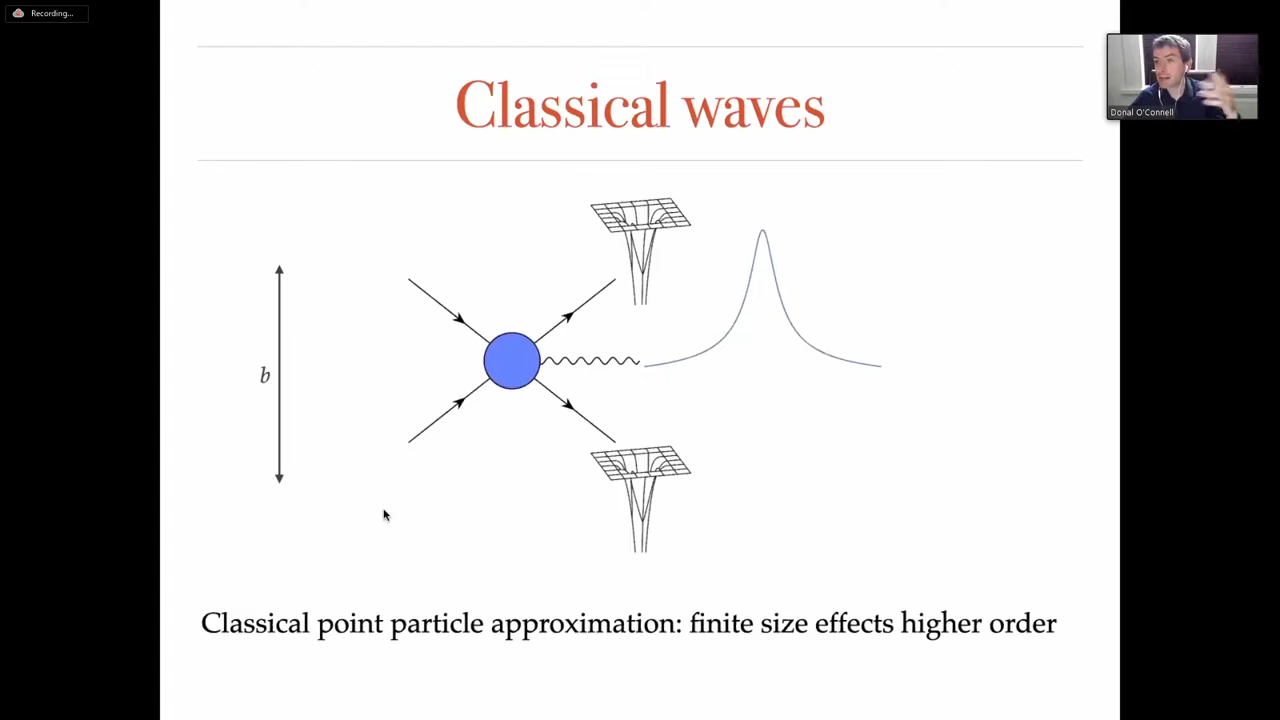 Recording...
Classical waves
Donal O'Connell
b
Classical point particle approximation: finite size effects higher order